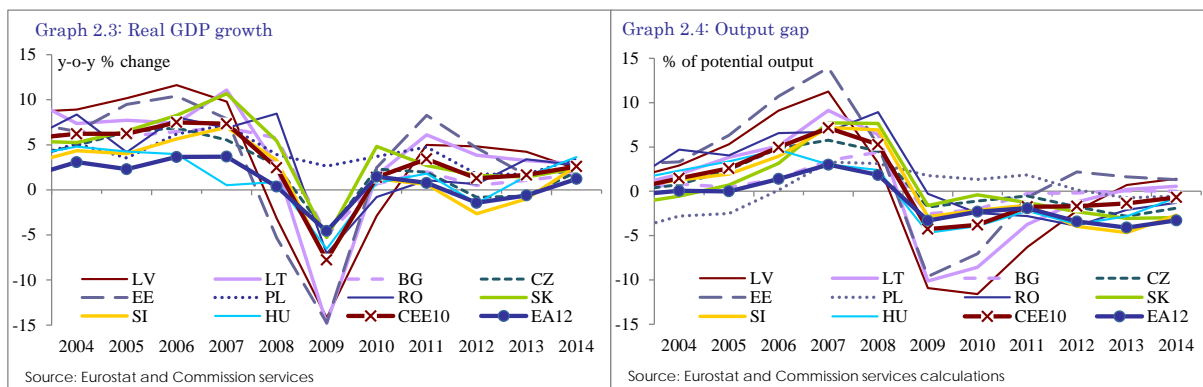 Graph 2.3: Real GDP growth
y-o-y % change
15
10
5
0
-5
-10
-15
LV LT BG CZ
EE PL RO SK
SI HU CEE10 EA12
2004 2005 2006 2007 2008 2009 2010 2011 2012 2013 2014
Source: Eurostat and Commission services
Graph 2.4: Output gap
% of potential output
15
10
5
0
-5
-10
-15
LV LT BG CZ
EE PL RO SK
SI HU CEE10 EA12
2004 2005 2006 2007 2008 2009 2010 2011 2012 2013 2014
Source: Eurostat and Commission services calculations